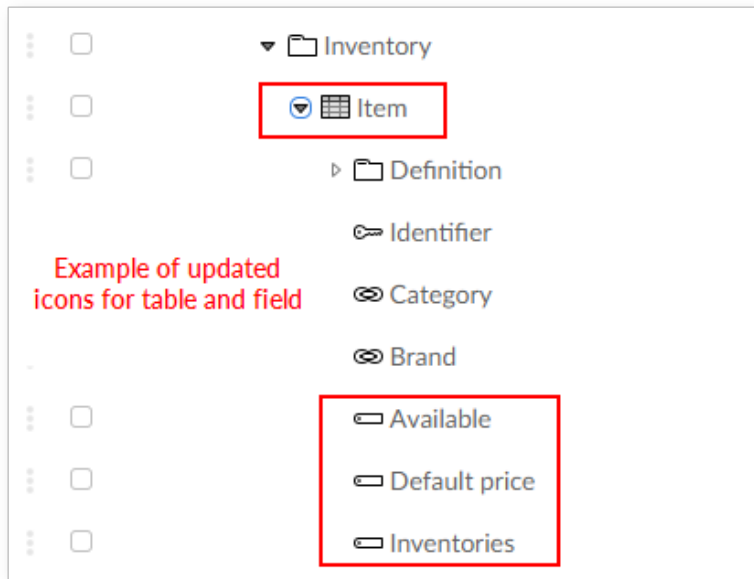 Inventory
Item
Definition
Identifier
Example of updated
icons for table and field
Category
Brand
Available
Default price
Inventories